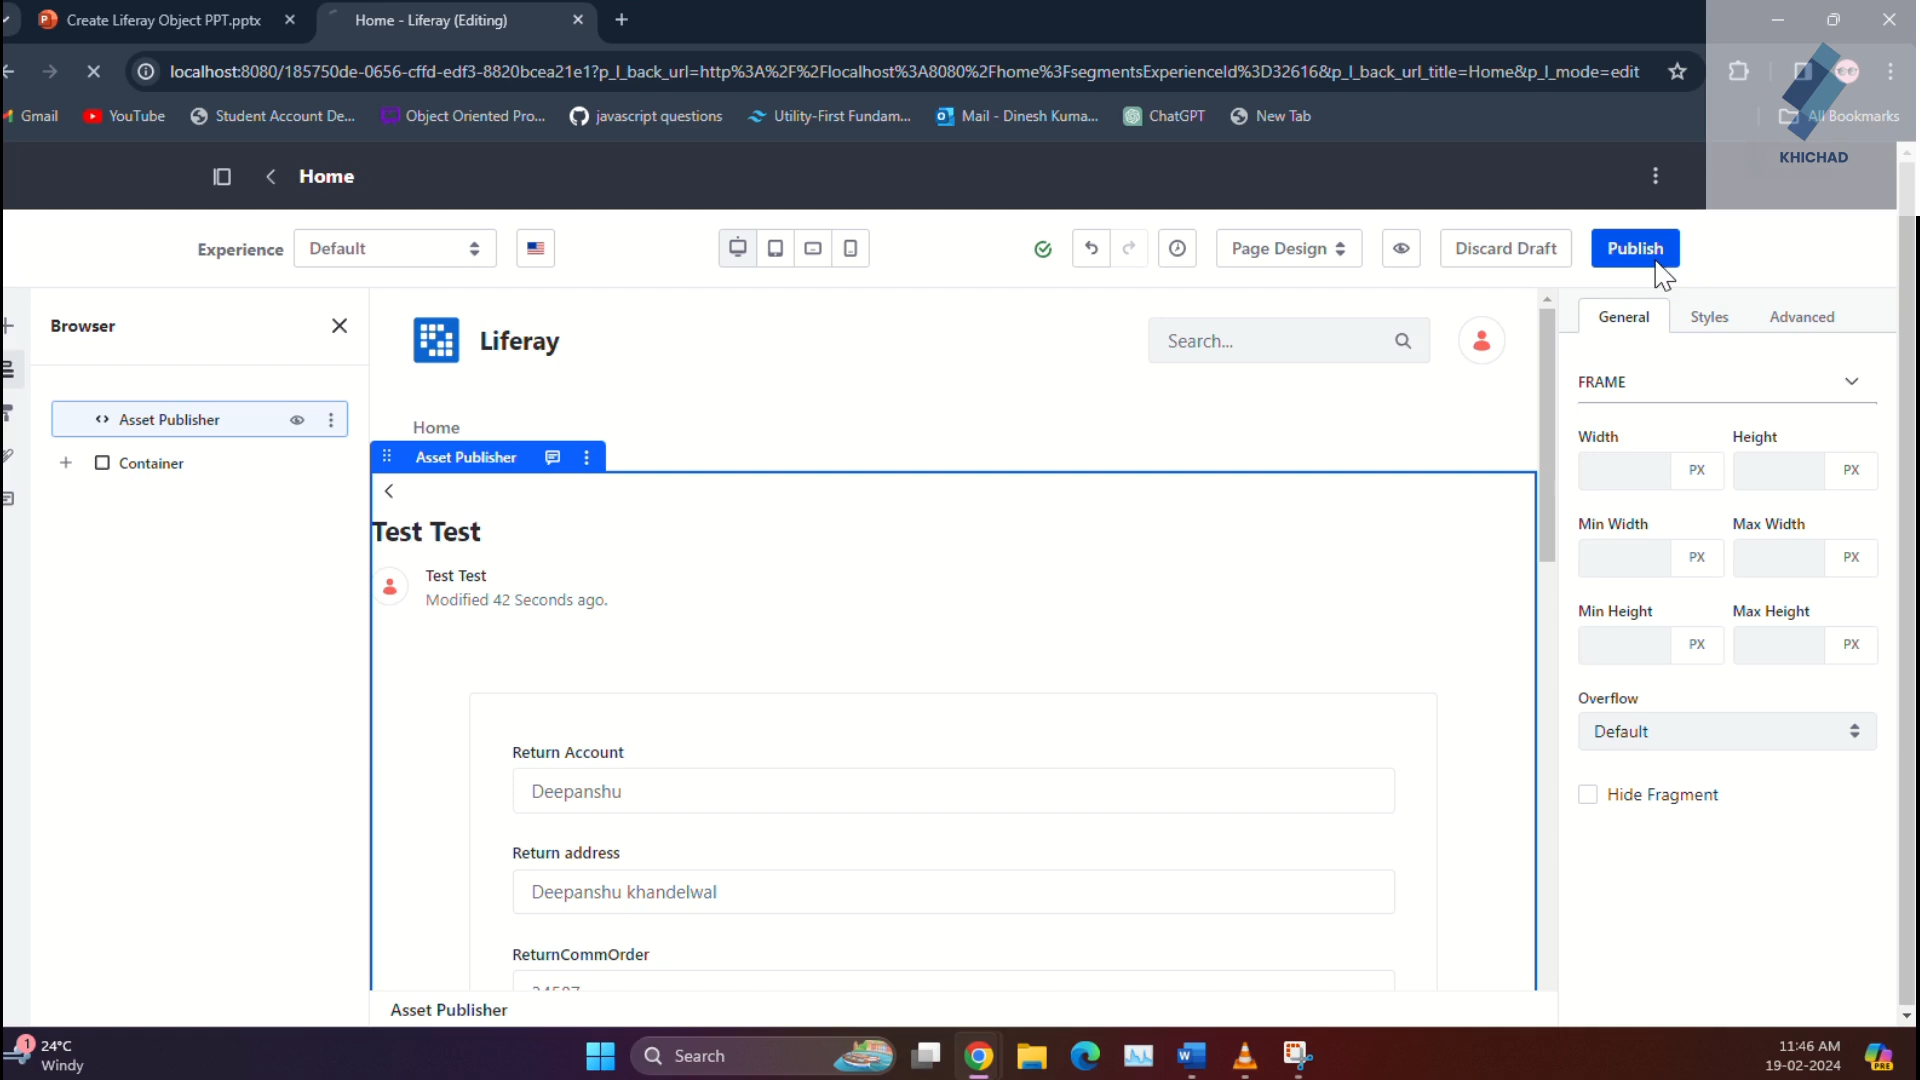 Create Liferay Object PPT.pptx
Home - Liferay (Editing)
localhost:8080/185750de-0656-cffd-edf3-8820bcea21e1?p_l_back_url=http%3A%2F%2Flocalhost%3A8080%2Fhome%3FsegmentsExperienceId%3D32616&p_l_back_url_title=Home&p_l_mode=edit
Gmail YouTube Student Account De... Object Oriented Pro... javascript questions Utility-First Fundam... Mail - Dinesh Kuma... ChatGPT New Tab All Bookmarks
KHICHAD
Home
Experience Default Page Design Discard Draft Publish
Browser
Liferay
Search...
General Styles Advanced
FRAME
Asset Publisher
Container
Home
Asset Publisher
Width Height
PX PX
Test Test
Min Width Max Width
PX PX
Test Test
Modified 42 Seconds ago.
Min Height Max Height
PX PX
Overflow
Default
Return Account
Deepanshu
Hide Fragment
Return address
Deepanshu khandelwal
ReturnCommOrder
Asset Publisher
1 24°C
Windy
Search
11:46 AM
19-02-2024
PRE